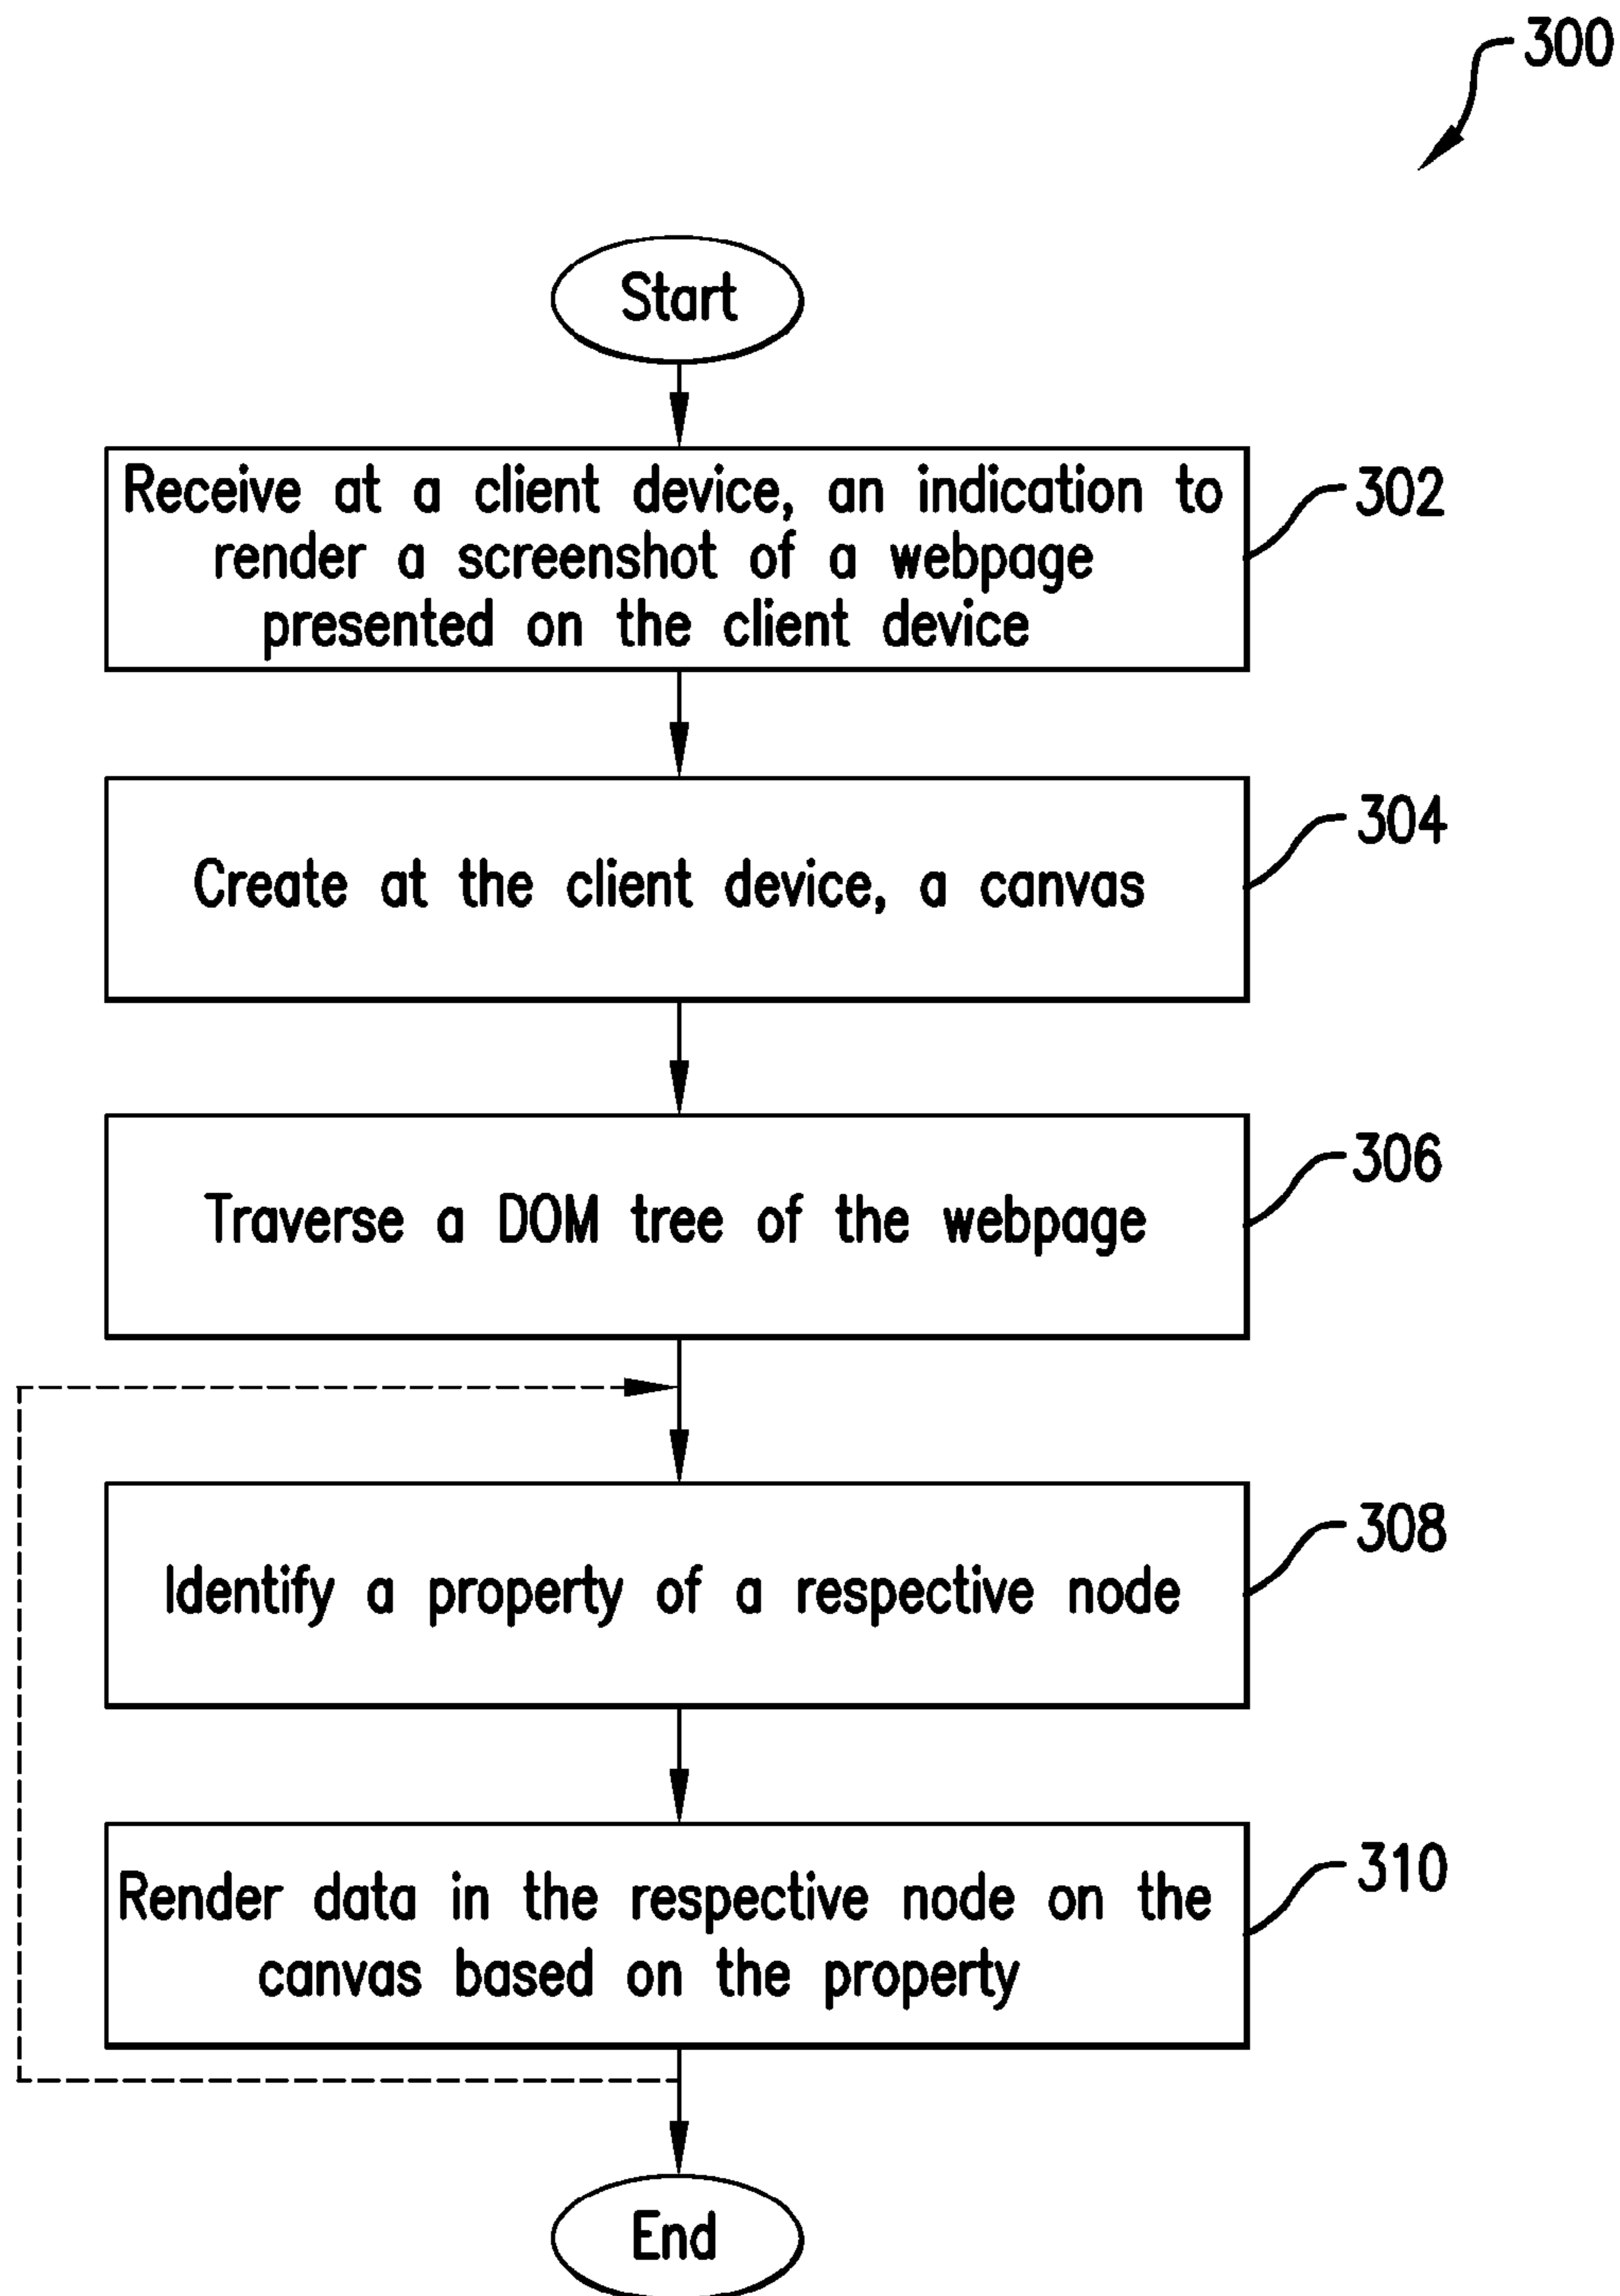 300
Start
Receive at a client device, an indication to
render a screenshot of a webpage
presented on the client device
302
Create at the client device, a canvas
304
Traverse a DOM tree of the webpage
306
Identify a property of a respective node
308
Render data in the respective node on the
canvas based on the property
310
End